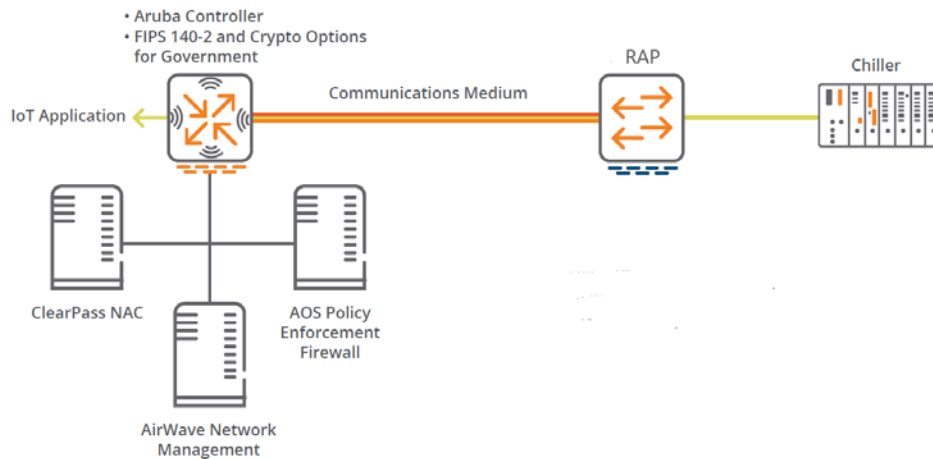 • Aruba Controller
• FIPS 140-2 and Crypto Options
for Government
RAP
Chiller
Communications Medium
IoT Application
ClearPass NAC
AOS Policy
Enforcement
Firewall
AirWave Network
Management